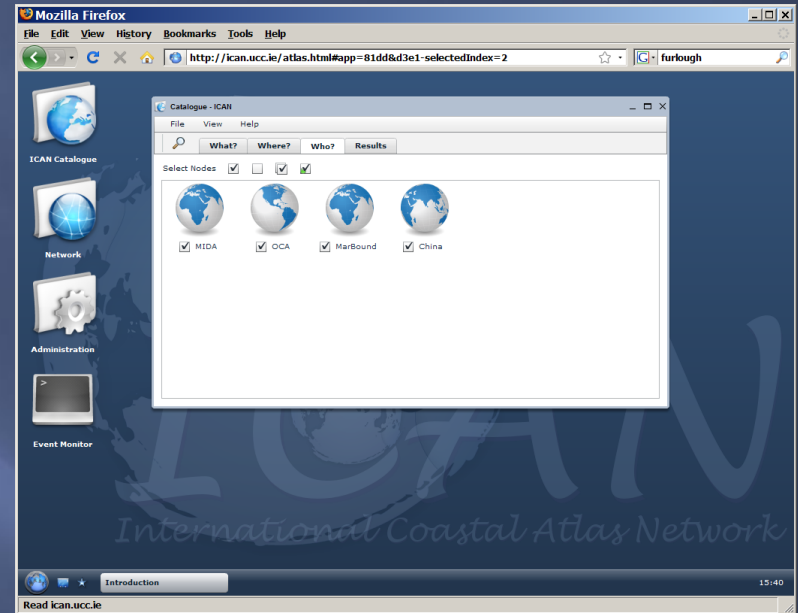 Mozilla Firefox
File Edit View History Bookmarks Tools Help
http://ican.ucc.ie/atlas.html#app=81dd&d3e1-selectedIndex=2
G furlough
ICAN Catalogue
Network
Administration
>
Event Monitor
Catalogue - ICAN
File View Help
What? Where? Who? Results
Select Nodes
MIDA OCA MarBound China
ICAN
International Coastal Atlas Network
Introduction
15:40
Read ican.ucc.ie